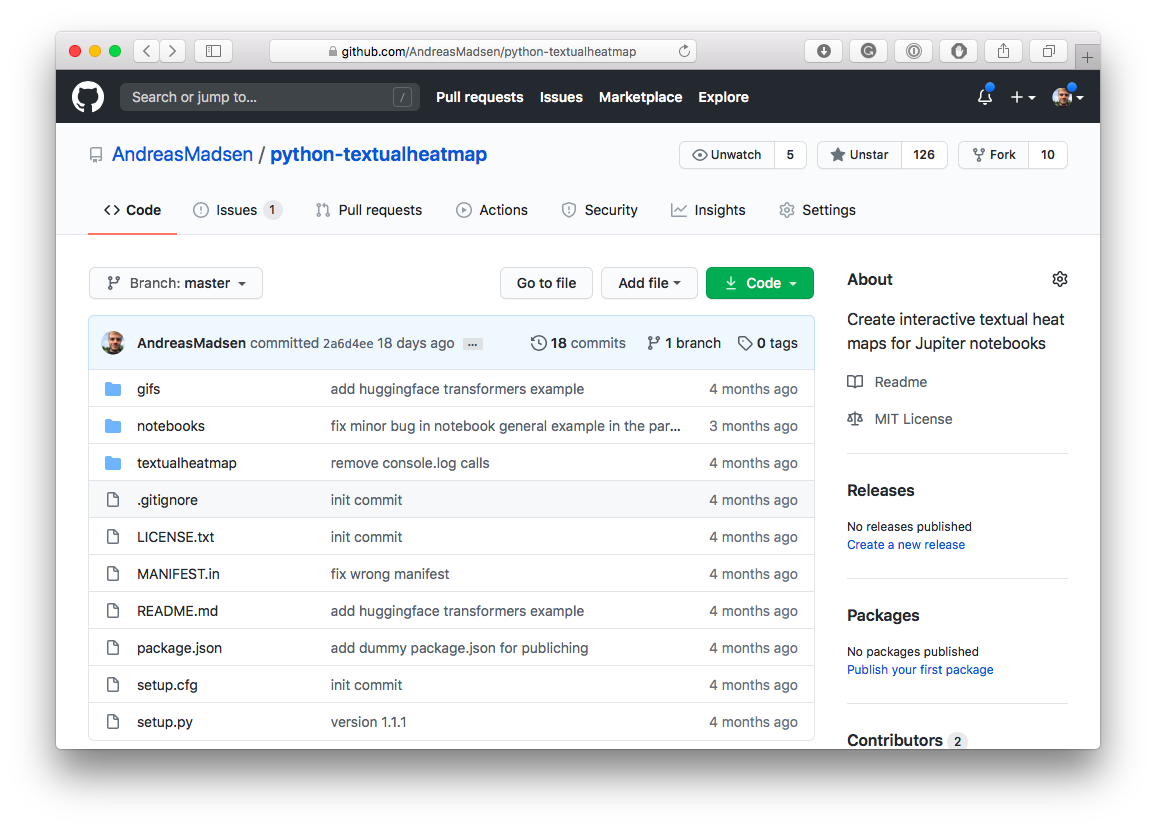 github.com/AndreasMadsen/python-textualheatmap
Search or jump to... / Pull requests Issues Marketplace Explore
AndreasMadsen / python-textualheatmap Unwatch 5 Unstar 126 Fork 10
Code Issues 1 Pull requests Actions Security Insights Settings
Branch: master Go to file Add file Code
AndreasMadsen committed 2a6d4ee 18 days ago ... 18 commits 1 branch 0 tags
gifs add huggingface transformers example 4 months ago
notebooks fix minor bug in notebook general example in the par... 3 months ago
textualheatmap remove console.log calls 4 months ago
.gitignore init commit 4 months ago
LICENSE.txt init commit 4 months ago
MANIFEST.in fix wrong manifest 4 months ago
README.md add huggingface transformers example 4 months ago
package.json add dummy package.json for publiching 4 months ago
setup.cfg init commit 4 months ago
setup.py version 1.1.1 4 months ago
About
Create interactive textual heat
maps for Jupiter notebooks
Readme
MIT License
Releases
No releases published
Create a new release
Packages
No packages published
Publish your first package
Contributors 2